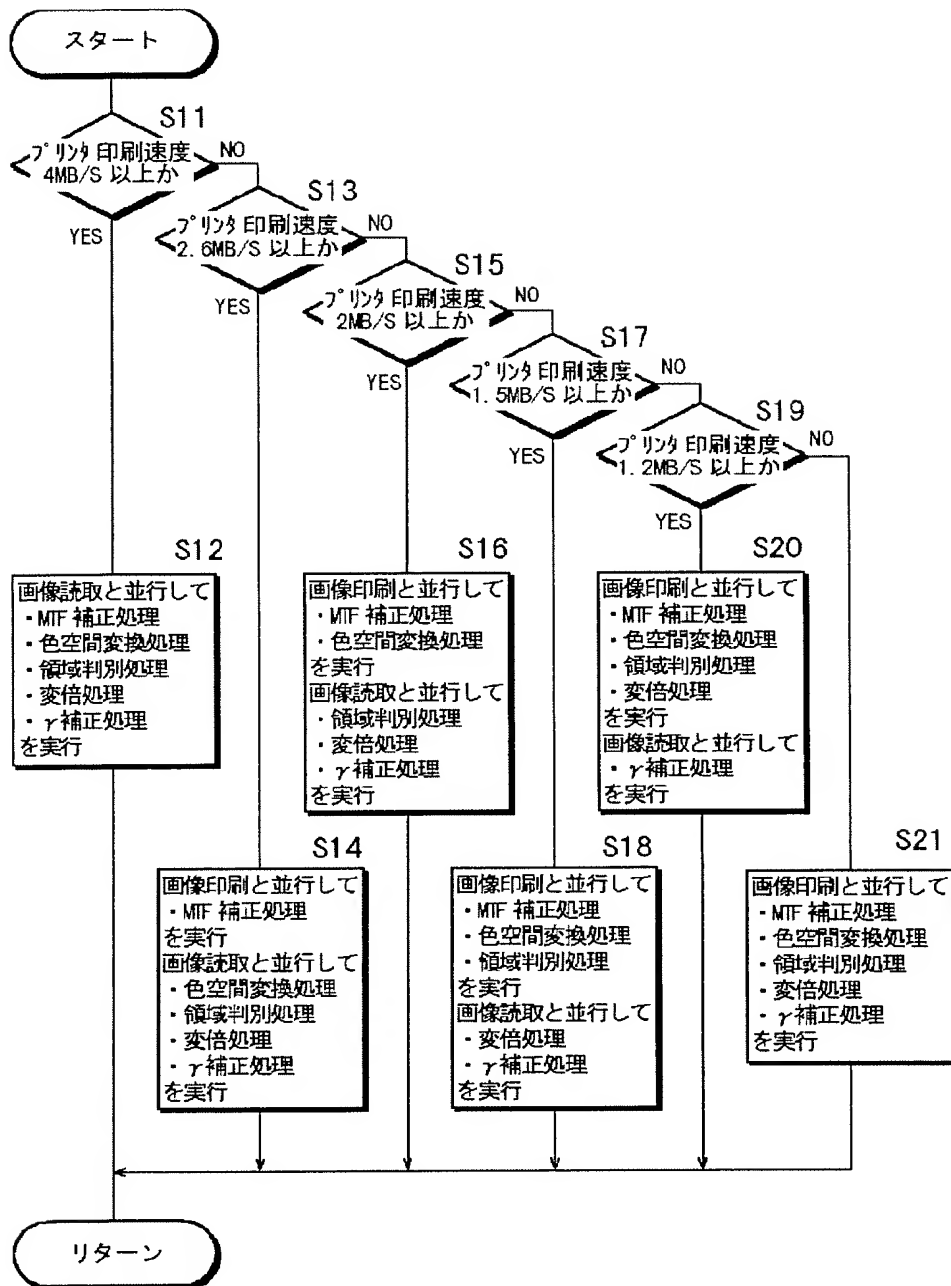 スタート
S11
プリンタ印刷速度
4MB/S 以上か
NO
YES
S13
プリンタ印刷速度
2.6MB/S 以上か
NO
YES
S15
プリンタ印刷速度
2MB/S 以上か
NO
YES
S17
プリンタ印刷速度
1.5MB/S 以上か
NO
YES
S19
プリンタ印刷速度
1.2MB/S 以上か
NO
YES
S12
画像読取と並行して
・MTF 補正処理
・色空間変換処理
・領域判別処理
・変倍処理
・γ補正処理
を実行
S16
画像印刷と並行して
・MTF 補正処理
・色空間変換処理
を実行
画像読取と並行して
・領域判別処理
・変倍処理
・γ補正処理
を実行
S20
画像印刷と並行して
・MTF 補正処理
・色空間変換処理
・領域判別処理
・変倍処理
を実行
画像読取と並行して
・γ補正処理
を実行
S14
画像印刷と並行して
・MTF 補正処理
を実行
画像読取と並行して
・色空間変換処理
・領域判別処理
・変倍処理
・γ補正処理
を実行
S18
画像印刷と並行して
・MTF 補正処理
・色空間変換処理
・領域判別処理
を実行
画像読取と並行して
・変倍処理
・γ補正処理
を実行
S21
画像印刷と並行して
・MTF 補正処理
・色空間変換処理
・領域判別処理
・変倍処理
・γ補正処理
を実行
リターン